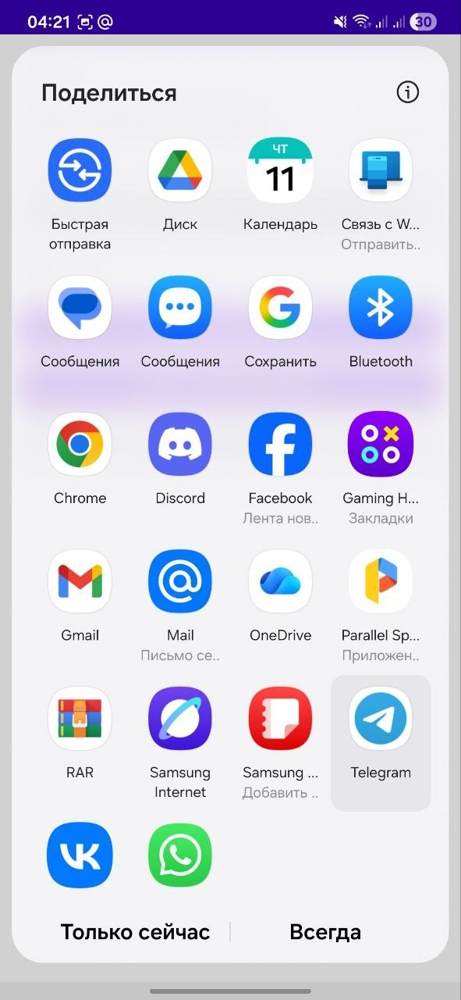 04:21
30
Поделиться
ЧТ
11
Быстрая
отправка
Диск
Календарь
Связь с W...
Отправить..
Сообщения
Сообщения
Сохранить
Bluetooth
Chrome
Discord
Facebook
Лента нов..
Gaming H...
Закладки
Gmail
Mail
Письмо се..
OneDrive
Parallel Sp...
Приложен..
RAR
Samsung
Internet
Samsung ...
Добавить ..
Telegram
Только сейчас
Всегда